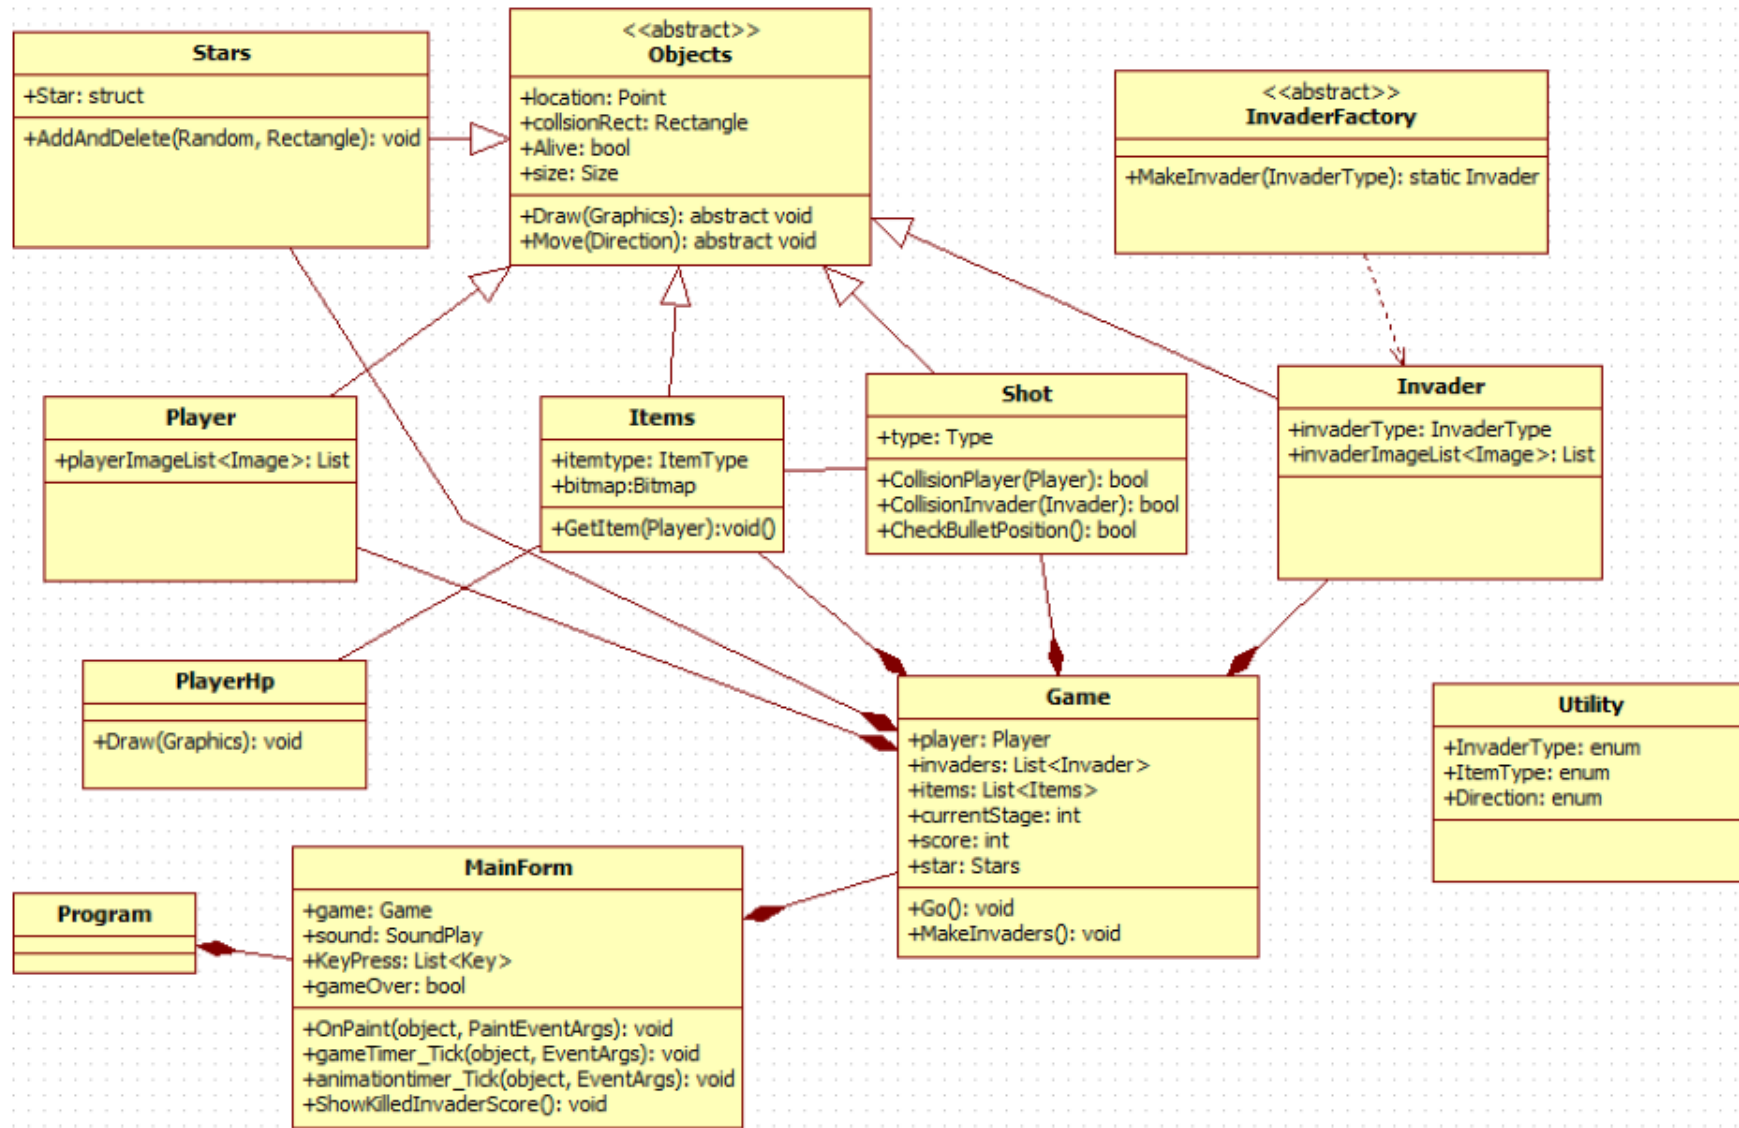 Stars
+Star: struct
+AddAndDelete(Random, Rectangle): void
<<abstract>>
Objects
+location: Point
+collsionRect: Rectangle
+Alive: bool
+size: Size
+Draw(Graphics): abstract void
+Move(Direction): abstract void
<<abstract>>
InvaderFactory
+MakeInvader(InvaderType): static Invader
Player
+playerImageList<Image>: List
Items
+itemtype: ItemType
+bitmap:Bitmap
+GetItem(Player):void()
Shot
+type: Type
+CollisionPlayer(Player): bool
+CollisionInvader(Invader): bool
+CheckBulletPosition(): bool
Invader
+invaderType: InvaderType
+invaderImageList<Image>: List
PlayerHp
+Draw(Graphics): void
Game
+player: Player
+invaders: List<Invader>
+items: List<Items>
+currentStage: int
+score: int
+star: Stars
+Go(): void
+MakeInvaders(): void
Utility
+InvaderType: enum
+ItemType: enum
+Direction: enum
Program
MainForm
+game: Game
+sound: SoundPlay
+KeyPress: List<Key>
+gameOver: bool
+OnPaint(object, PaintEventArgs): void
+gameTimer_Tick(object, EventArgs): void
+animationtimer_Tick(object, EventArgs): void
+ShowKilledInvaderScore(): void